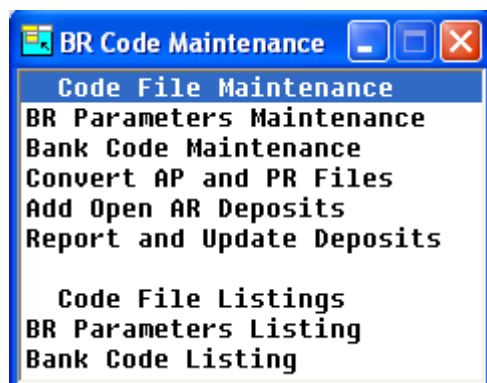 BR Code Maintenance
Code File Maintenance
BR Parameters Maintenance
Bank Code Maintenance
Convert AP and PR Files
Add Open AR Deposits
Report and Update Deposits
Code File Listings
BR Parameters Listing
Bank Code Listing